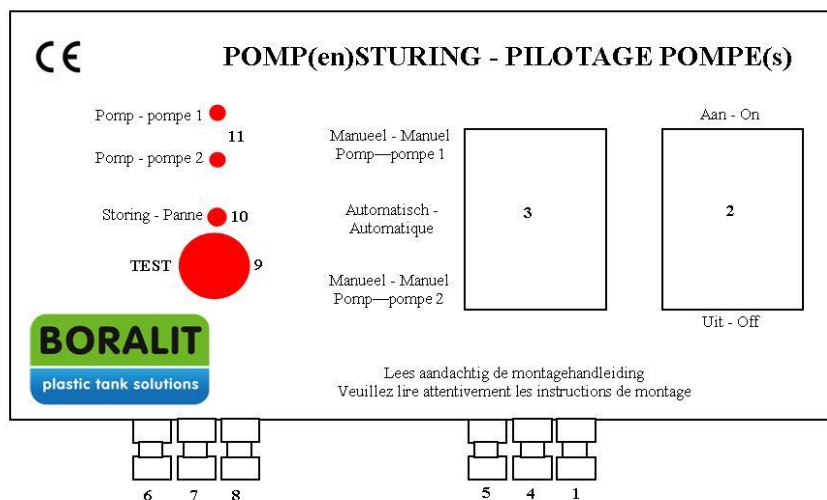 CE
POMP(en)STURING - PILOTAGE POMPE(s)
Pomp - pompe 1
11
Pomp - pompe 2
Storing - Panne
10
TEST
9
Manueel - Manuel
Pomp—pompe 1
Automatisch -
Automatique
Manueel - Manuel
Pomp—pompe 2
3
Aan - On
2
Uit - Off
BORALIT
plastic tank solutions
Lees aandachtig de montagehandleiding
Veuillez lire attentivement les instructions de montage
6 7 8 5 4 1